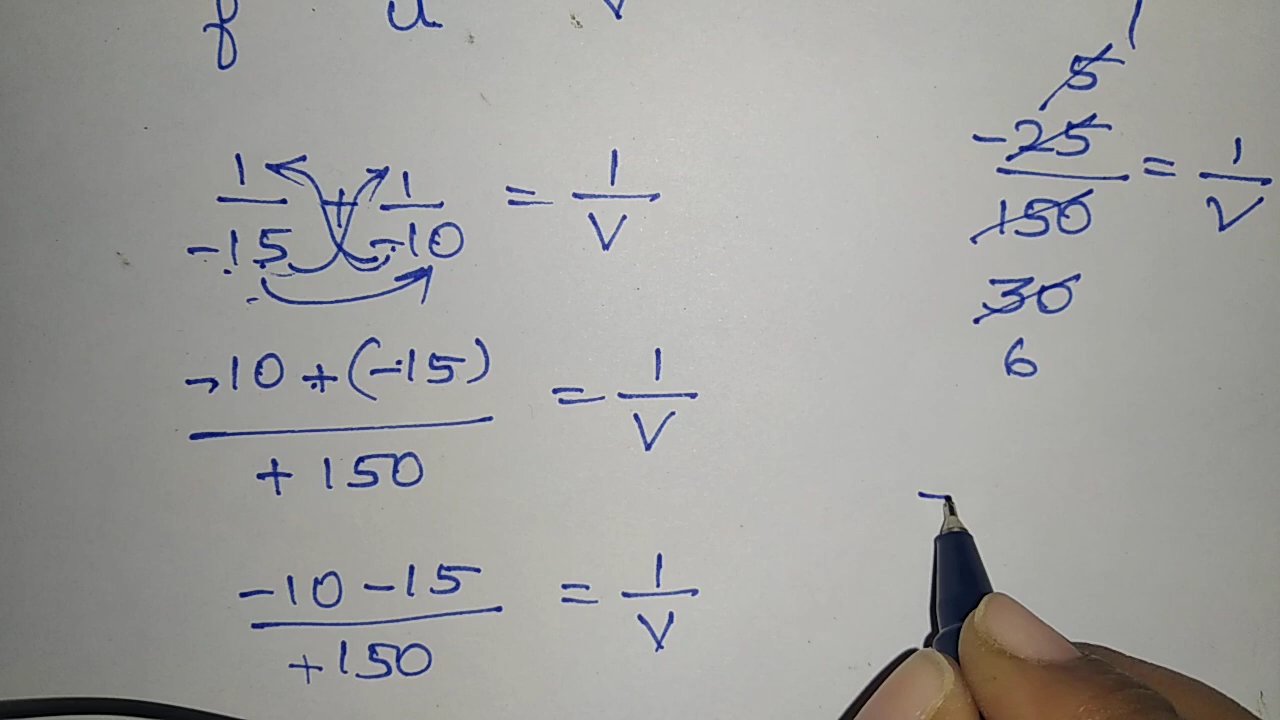 f u v
1/-15 + 1/-10 = 1/V
-10 + (-15)/+150 = 1/V
-10 - 15/+150 = 1/V
1
5
-25/150 = 1/V
30
6
-